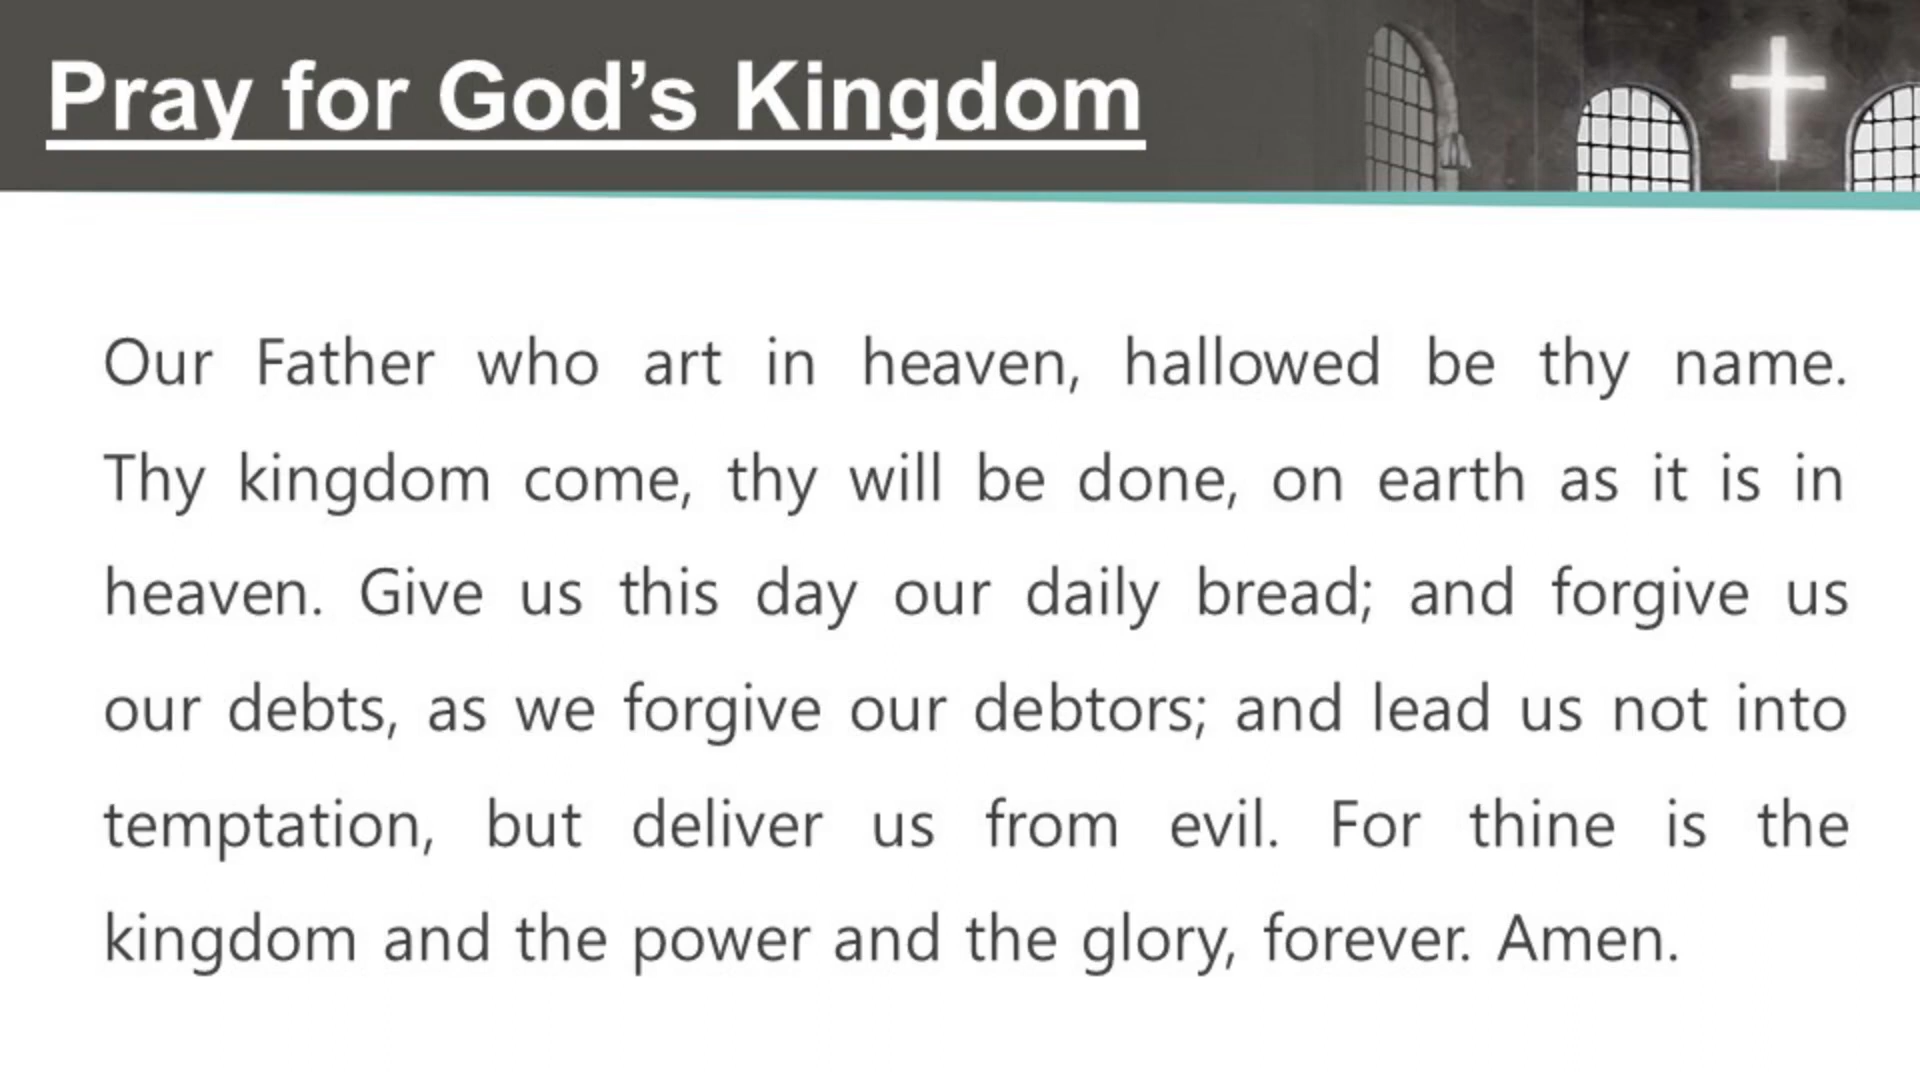 Pray for God’s Kingdom
Our Father who art in heaven, hallowed be thy name.
Thy kingdom come, thy will be done, on earth as it is in
heaven. Give us this day our daily bread; and forgive us
our debts, as we forgive our debtors; and lead us not into
temptation, but deliver us from evil. For thine is the
kingdom and the power and the glory, forever. Amen.